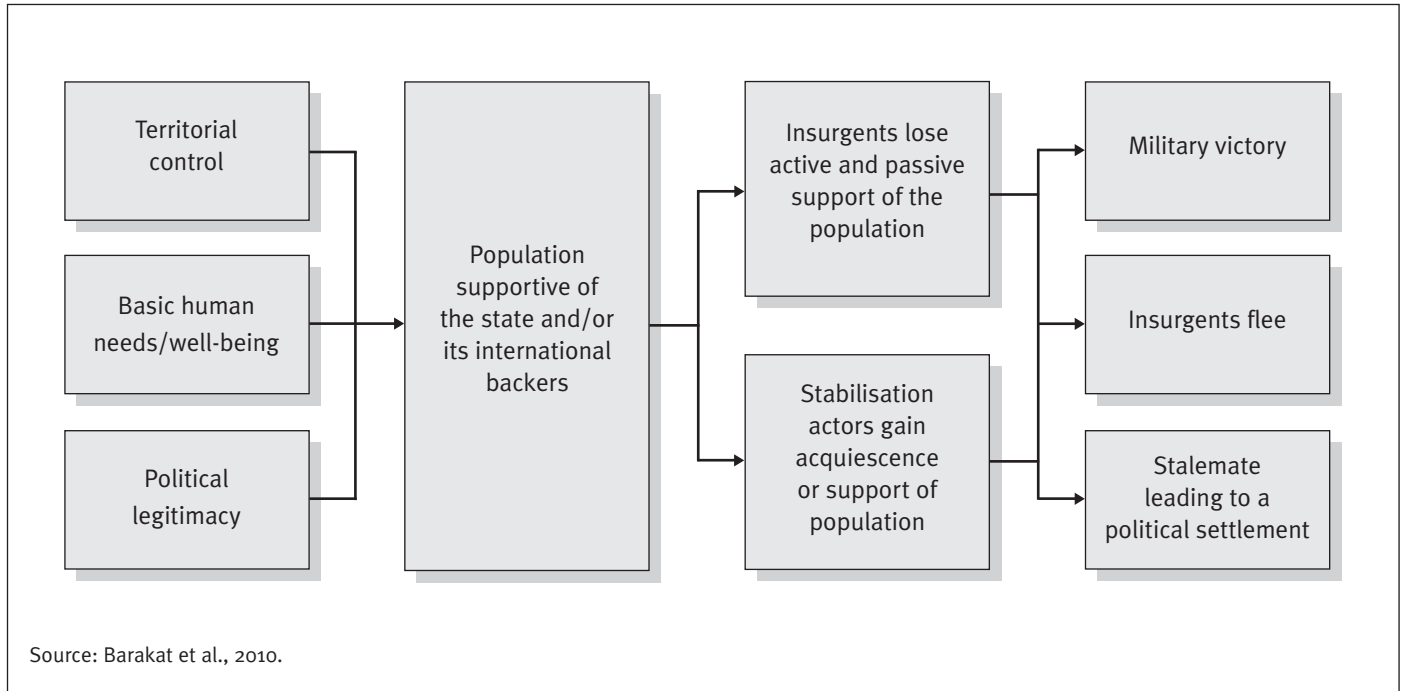 Territorial
control
Basic human
needs/well-being
Political
legitimacy
Population
supportive of
the state and/or
its international
backers
Insurgents lose
active and passive
support of the
population
Stabilisation
actors gain
acquiescence
or support of
population
Military victory
Insurgents flee
Stalemate
leading to a
political settlement
Source: Barakat et al., 2010.